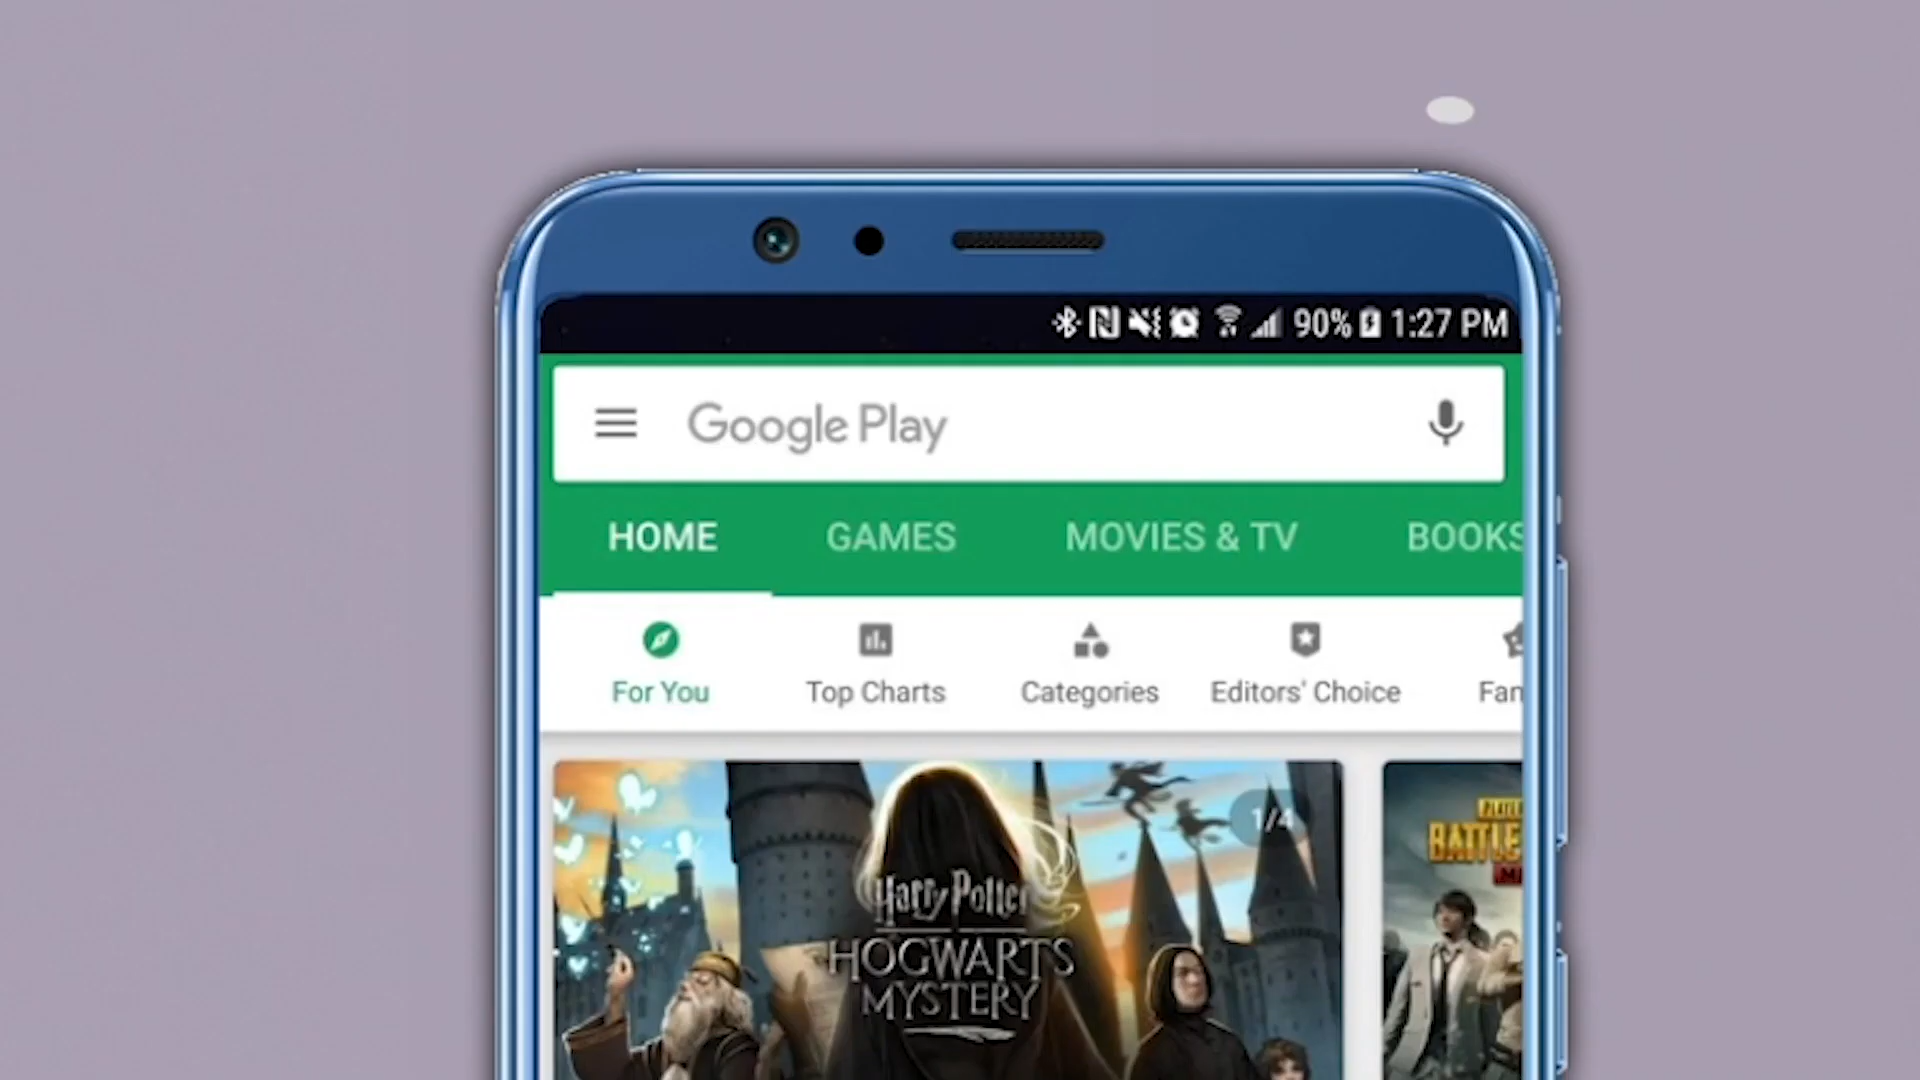 90% 1:27 PM
Google Play
HOME GAMES MOVIES & TV BOOKS
For You Top Charts Categories Editors' Choice Fan
1/4
Harry Potter
HOGWARTS
MYSTERY
BATTLE